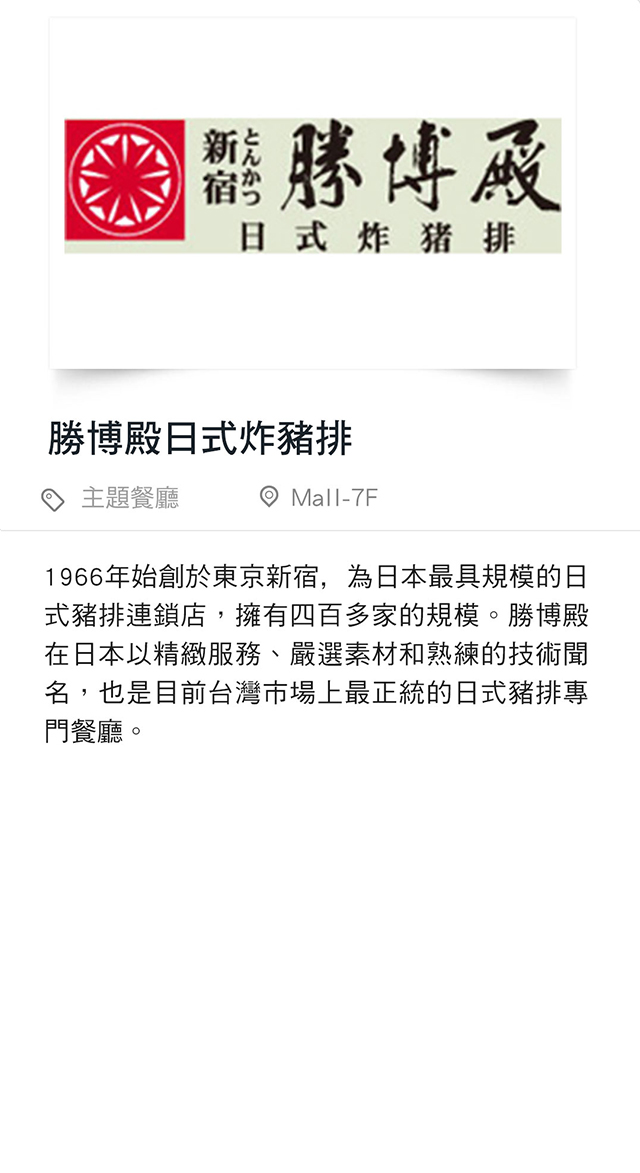 新宿
とんかつ
勝博殿
日式炸豬排
勝博殿日式炸豬排
主題餐廳
Mall-7F
1966年始創於東京新宿，為日本最具規模的日
式豬排連鎖店，擁有四百多家的規模。勝博殿
在日本以精緻服務、嚴選素材和熟練的技術聞
名，也是目前台灣市場上最正統的日式豬排專
門餐廳。